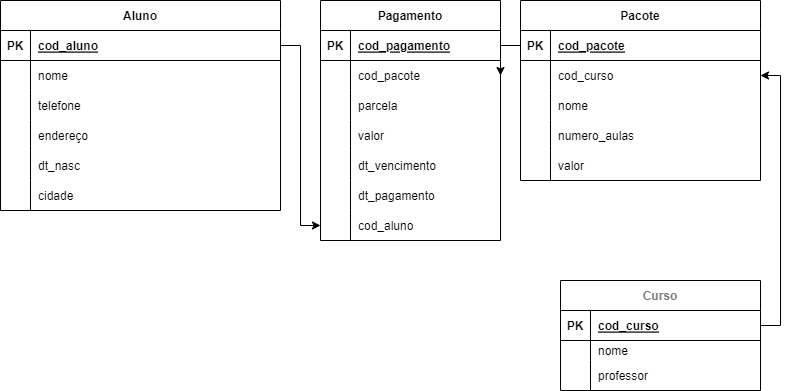 Aluno
PK cod_aluno
nome
telefone
endereço
dt_nasc
cidade
Pagamento
PK cod_pagamento
cod_pacote
parcela
valor
dt_vencimento
dt_pagamento
cod_aluno
Pacote
PK cod_pacote
cod_curso
nome
numero_aulas
valor
Curso
PK cod_curso
nome
professor